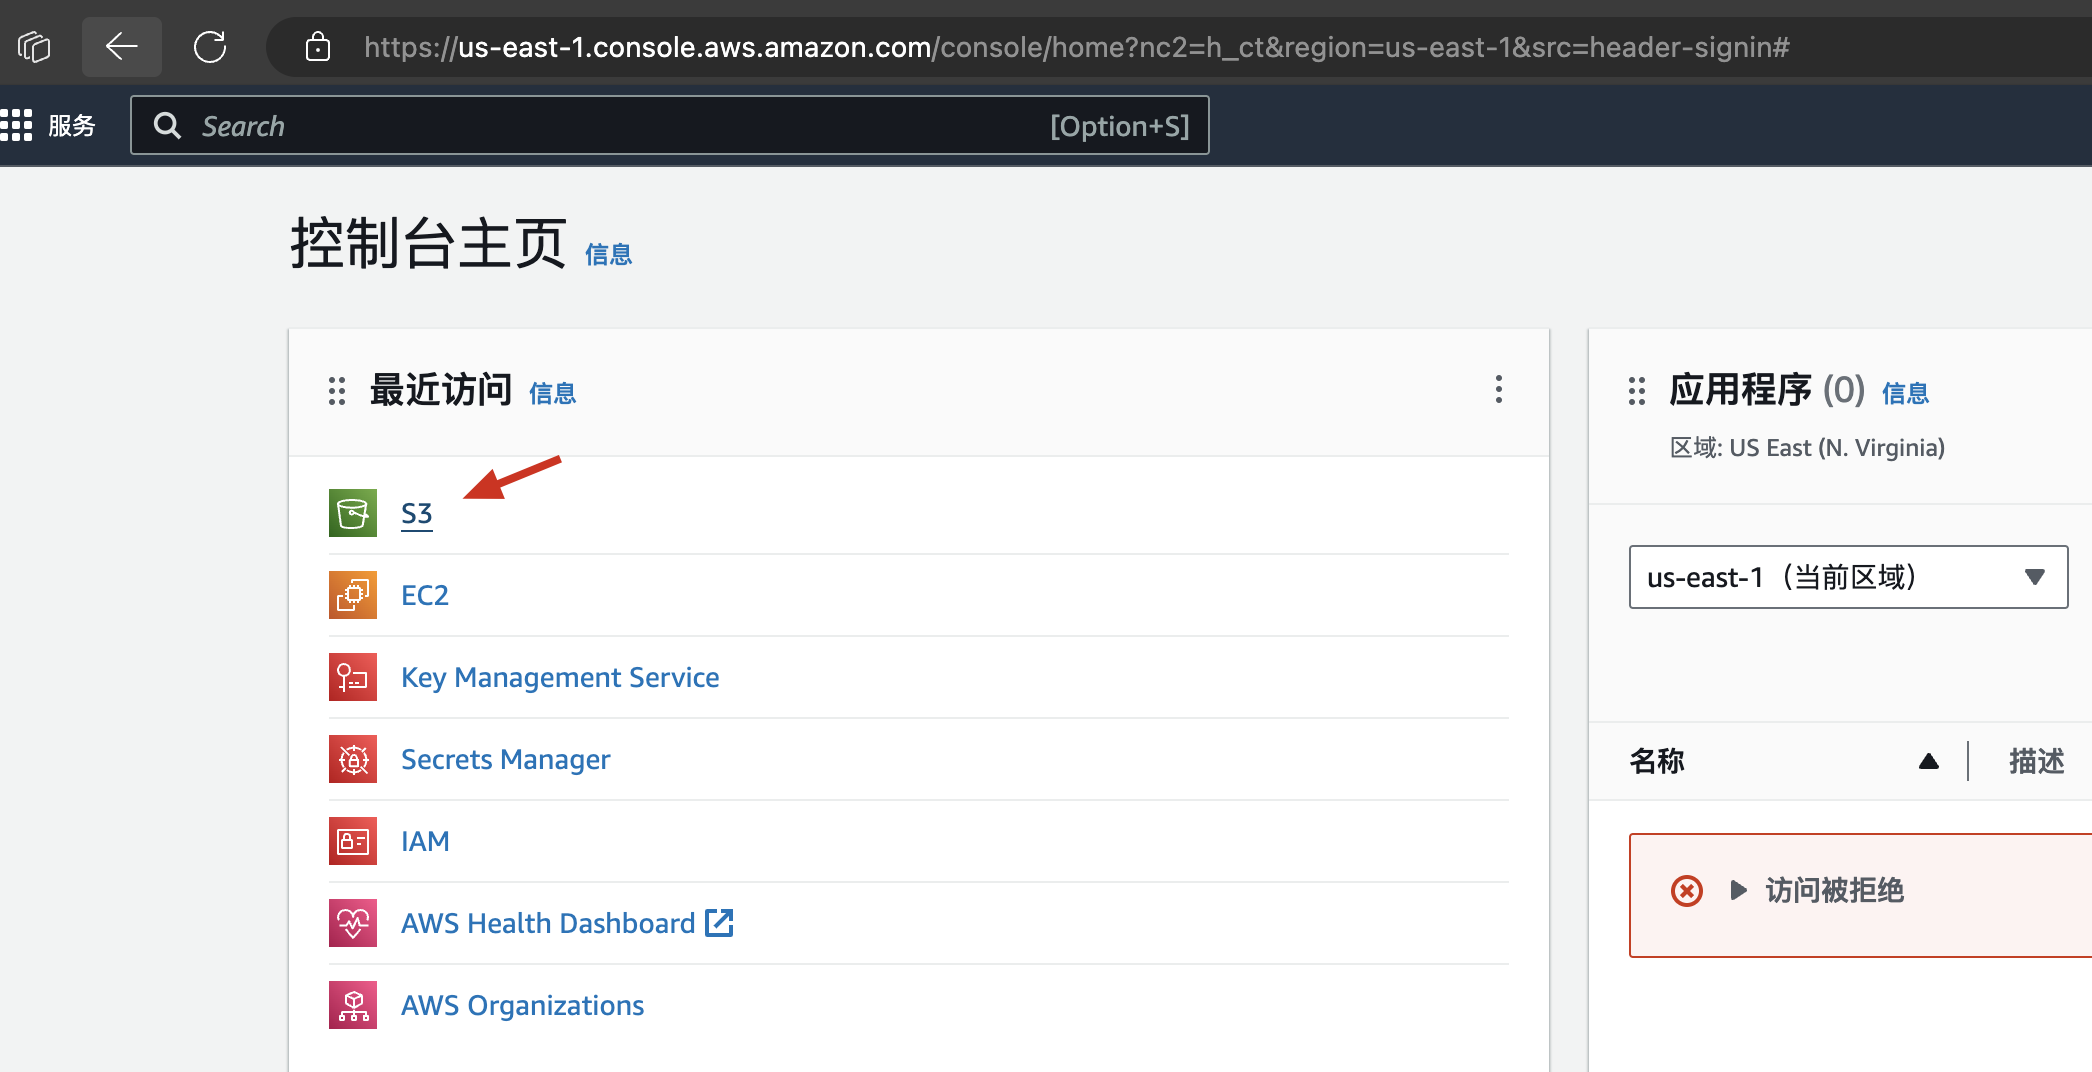 https://us-east-1.console.aws.amazon.com/console/home?nc2=h_ct&region=us-east-1&src=header-signin#
服务
Search
[Option+S]
控制台主页 信息
最近访问 信息
S3
EC2
Key Management Service
Secrets Manager
IAM
AWS Health Dashboard
AWS Organizations
应用程序 (0) 信息
区域: US East (N. Virginia)
us-east-1（当前区域）
名称
描述
访问被拒绝